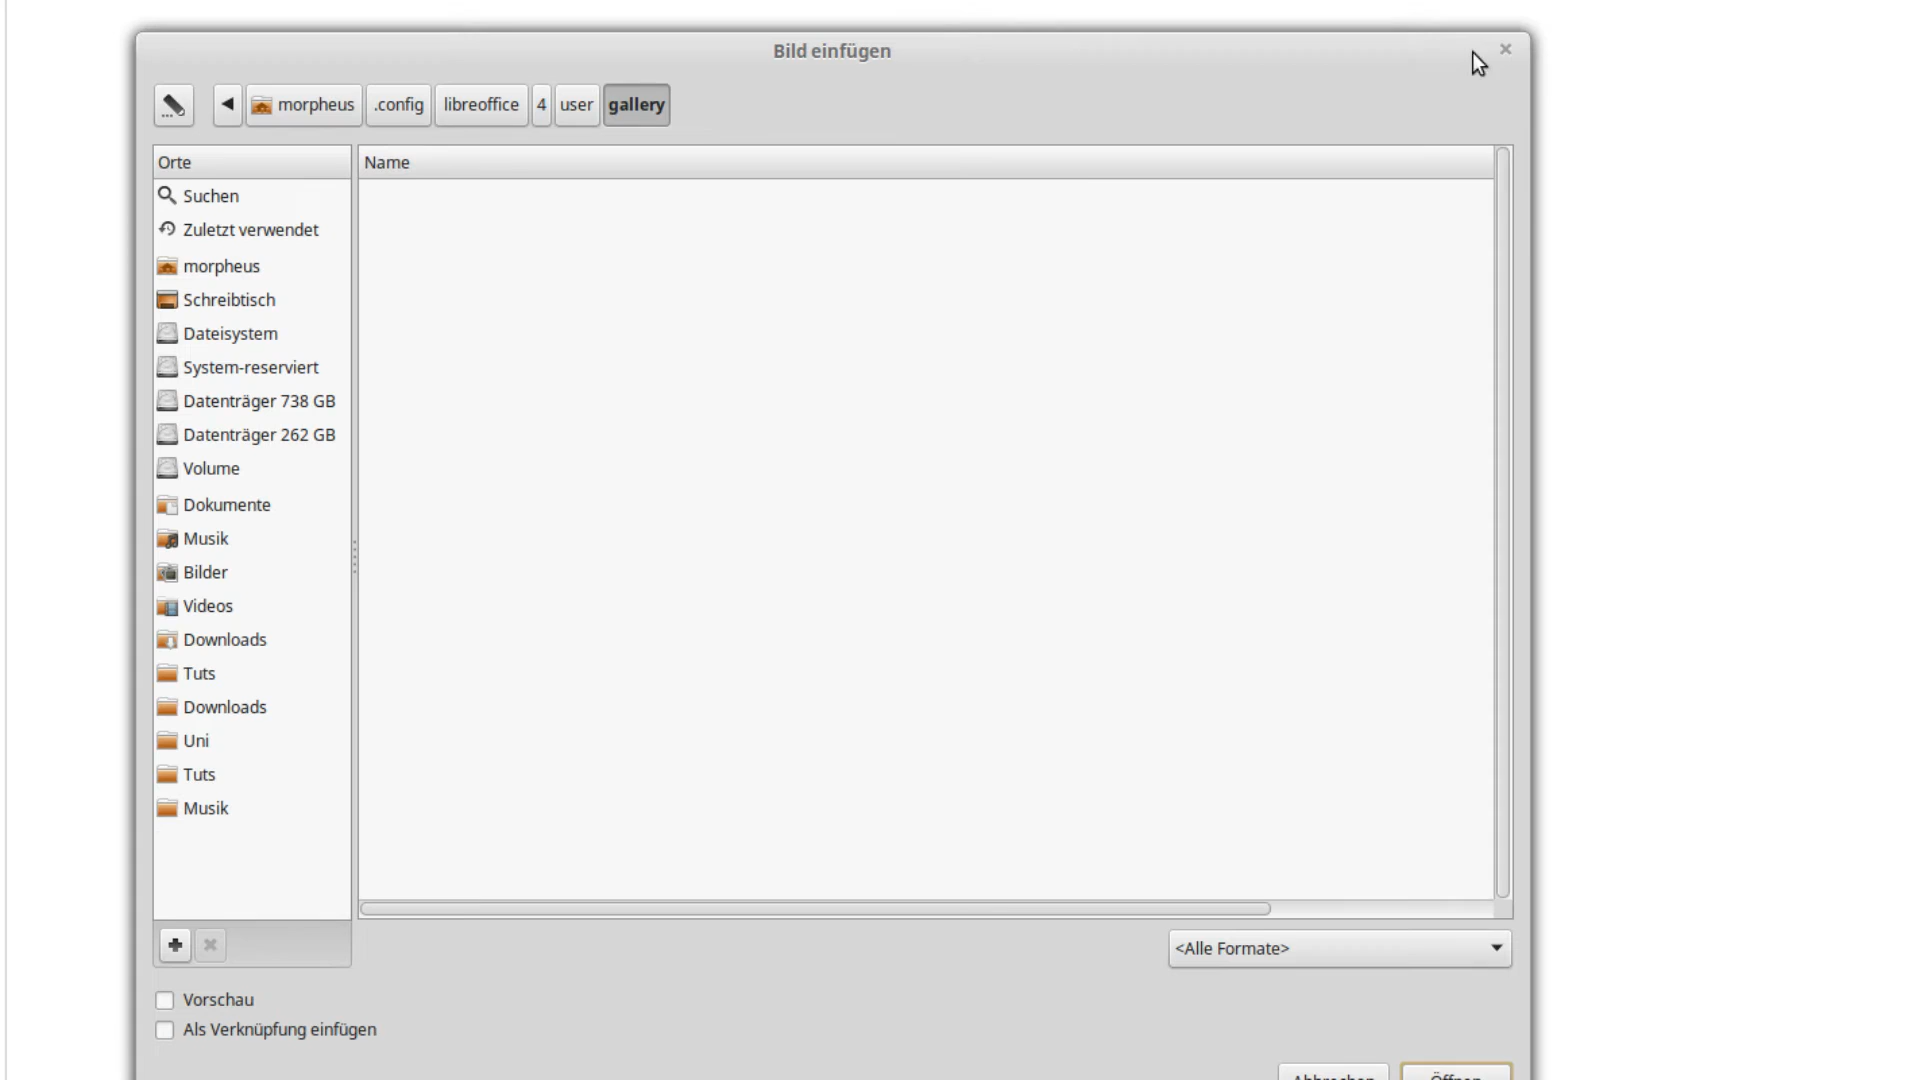 Bild einfügen
morpheus .config libreoffice 4 user gallery
Orte
Name
Suchen
Zuletzt verwendet
morpheus
Schreibtisch
Dateisystem
System-reserviert
Datenträger 738 GB
Datenträger 262 GB
Volume
Dokumente
Musik
Bilder
Videos
Downloads
Tuts
Downloads
Uni
Tuts
Musik
<Alle Formate>
Vorschau
Als Verknüpfung einfügen
Abbrechen Öffnen